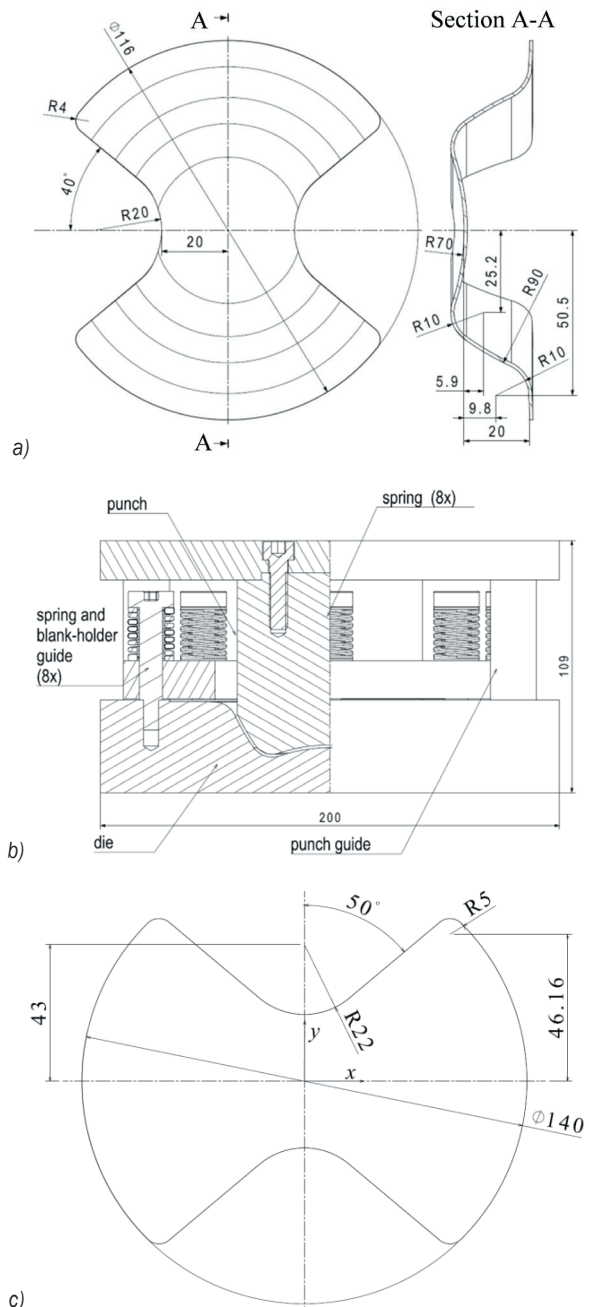 A
Section A-A
Ø116
R4
40°
R20
20
A
R70
25.2
R90
50.5
R10
R10
5.9
9.8
20
a)
punch
spring (8x)
spring and
blank-holder
guide
(8x)
109
200
die
punch guide
b)
50°
R5
43
R22
46.16
y
x
Ø140
c)